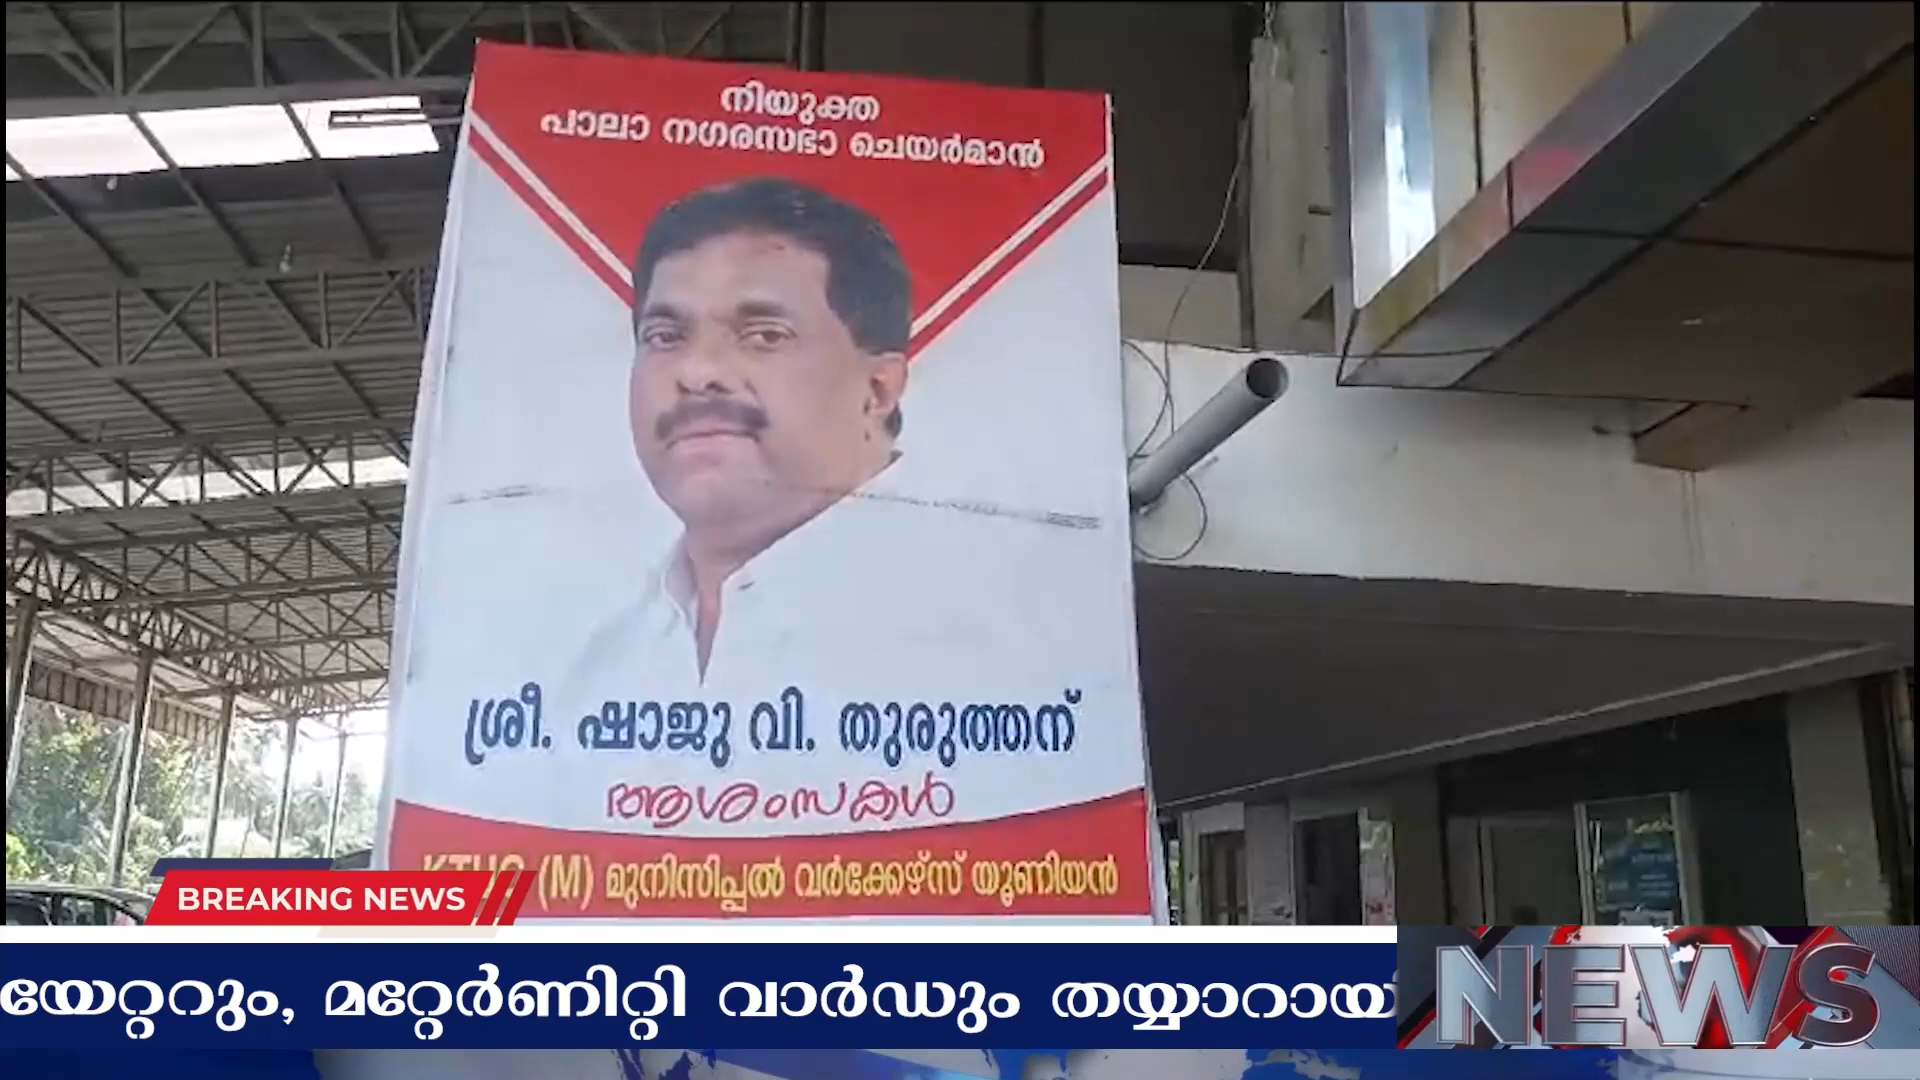 നിയുക്ത
പാലാ നഗരസഭാ ചെയർമാൻ
ശ്രീ. ഷാജു വി. തുരുത്തന്
ആശംസകൾ
(M) മുനിസിപ്പൽ വർക്കേഴ്സ് യൂണിയൻ
BREAKING NEWS
യേറ്ററും, മറ്റേർണിറ്റി വാർഡും തയ്യാറായി
NEWS